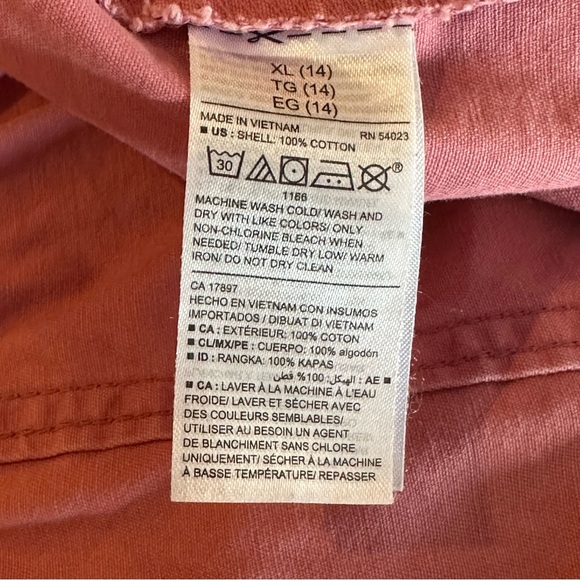 XL (14)
TG (14)
EG (14)
MADE IN VIETNAM RN 54023
■ US : SHELL: 100% COTTON
30
®
1166
MACHINE WASH COLD/ WASH AND
DRY WITH LIKE COLORS/ ONLY
NON-CHLORINE BLEACH WHEN
NEEDED/ TUMBLE DRY LOW/ WARM
IRON/ DO NOT DRY CLEAN
CA 17897
HECHO EN VIETNAM CON INSUMOS
IMPORTADOS / DIBUAT DI VIETNAM
■ CA : EXTÉRIEUR: 100% COTON
■ CL/MX/PE : CUERPO: 100% algodón
■ ID : RANGKA: 100% KAPAS
■ AE : الهيكل: 100% قطن
■ CA : LAVER À LA MACHINE À L'EAU
FROIDE/ LAVER ET SÉCHER AVEC
DES COULEURS SEMBLABLES/
UTILISER AU BESOIN UN AGENT
DE BLANCHIMENT SANS CHLORE
UNIQUEMENT/ SÉCHER À LA MACHINE
À BASSE TEMPÉRATURE/ REPASSER